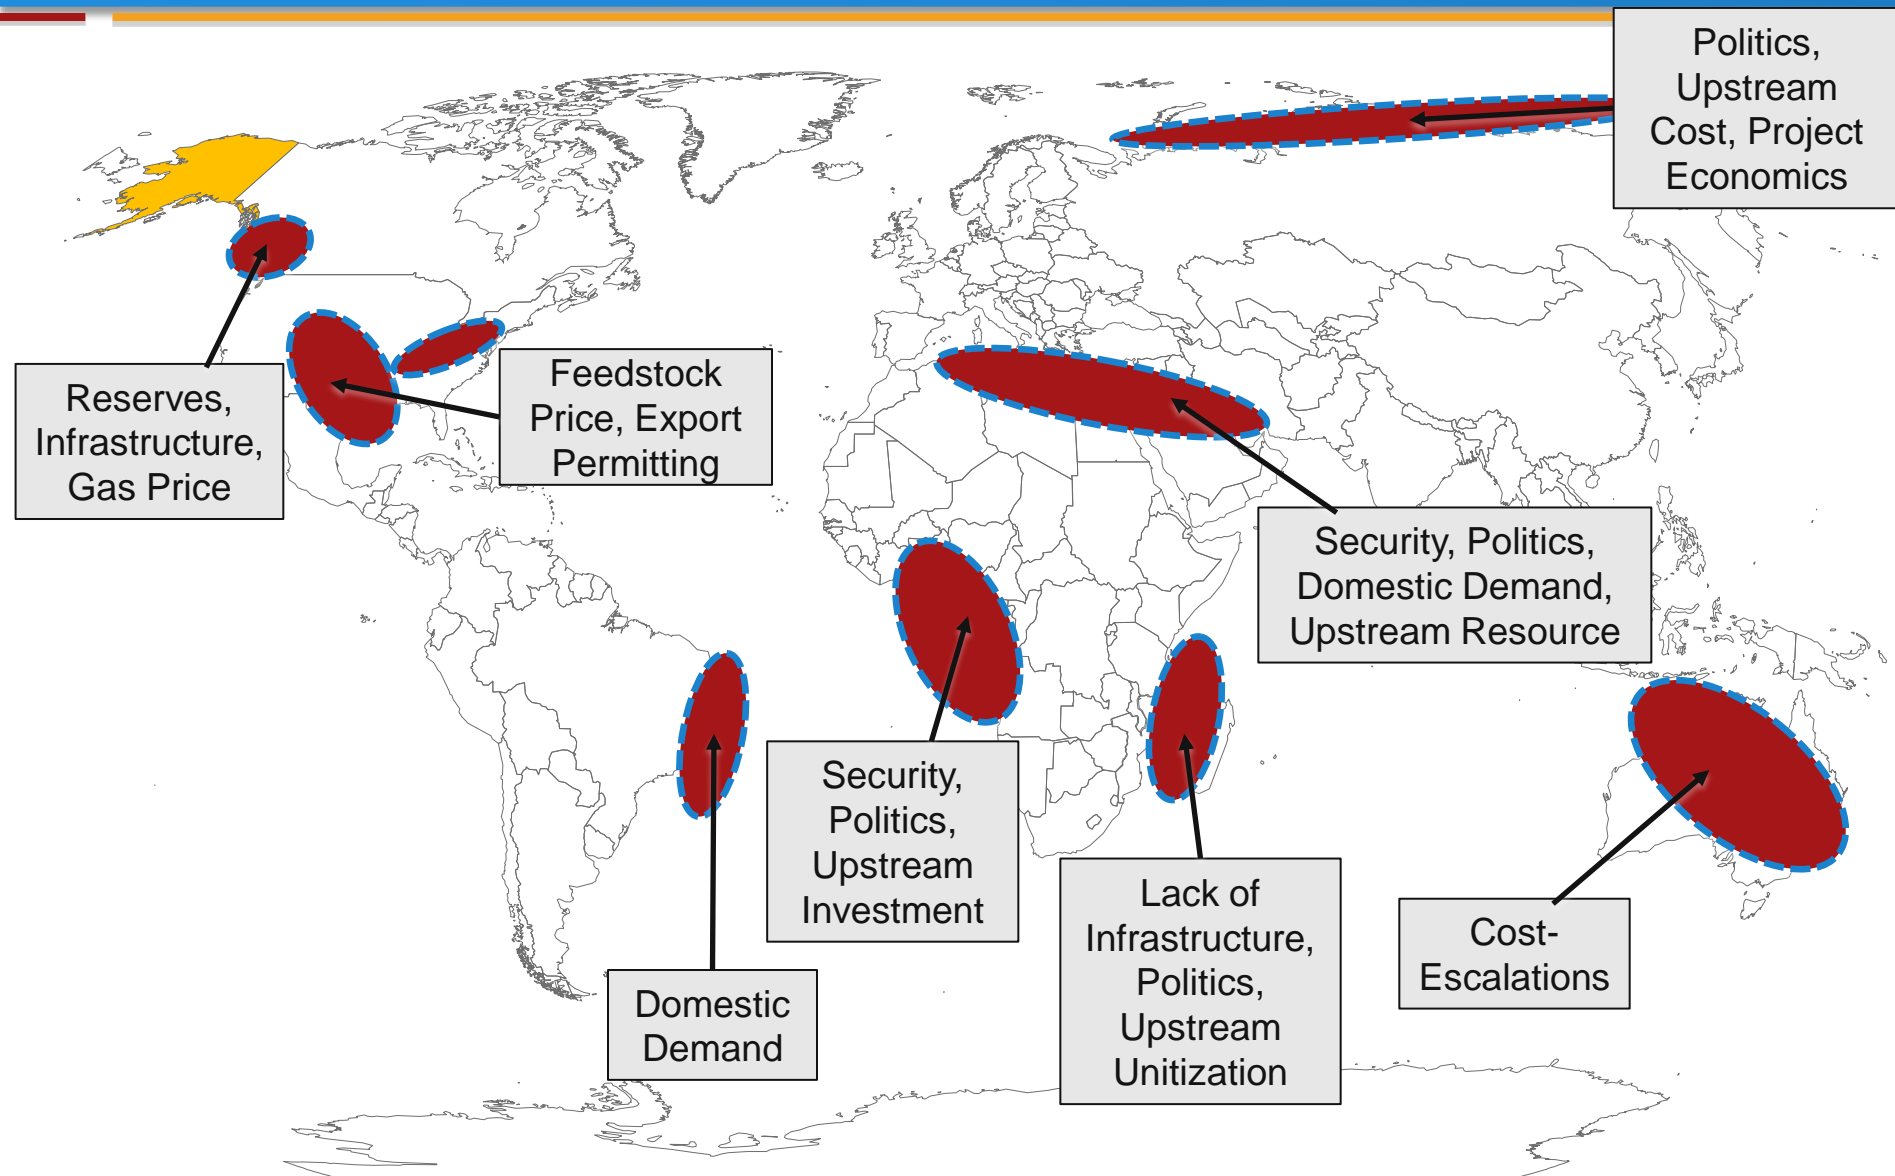 Politics,
Upstream
Cost, Project
Economics
Reserves,
Infrastructure,
Gas Price
Feedstock
Price, Export
Permitting
Security, Politics,
Domestic Demand,
Upstream Resource
Security,
Politics,
Upstream
Investment
Lack of
Infrastructure,
Politics,
Upstream
Unitization
Cost-
Escalations
Domestic
Demand